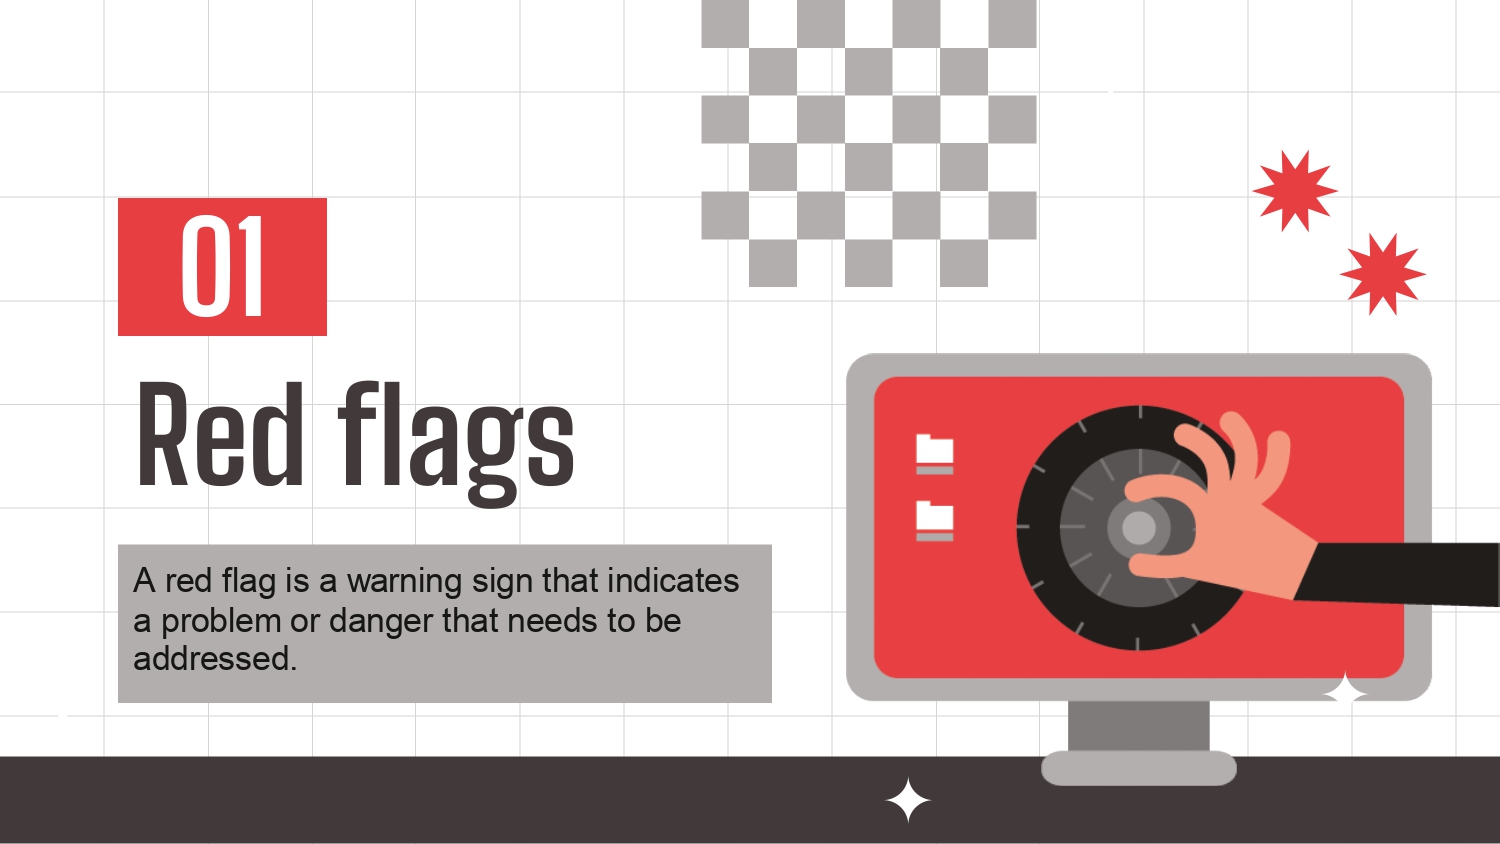 01
Red flags
A red flag is a warning sign that indicates
a problem or danger that needs to be
addressed.